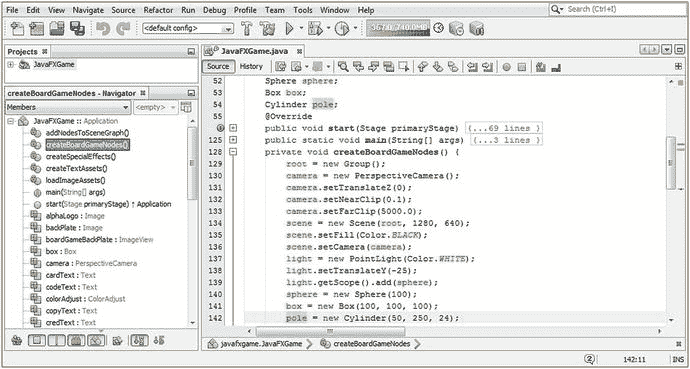 File Edit View Navigate Source Refactor Run Debug Profile Team Tools Window Help
Search (Ctrl+I)
<default config>
Projects
JavaFXGame
createBoardGameNodes() - Navigator
Members
<empty>
JavaFXGame :: Application
addNodesToSceneGraph()
createBoardGameNodes()
createSpecialEffects()
createTextAssets()
loadImageAssets()
main(String[] args)
start(Stage primaryStage) ↑ Application
alphaLogo : Image
backPlate : Image
boardGameBackPlate : ImageView
box : Box
camera : PerspectiveCamera
cardText : Text
codeText : Text
colorAdjust : ColorAdjust
copyText : Text
credText : Text
JavaFXGame.java
Source History
52 Sphere sphere;
53 Box box;
54 Cylinder pole;
55 @Override
public void start(Stage primaryStage) {...69 lines }
125 public static void main(String[] args) {...3 lines }
128 private void createBoardGameNodes() {
129 root = new Group();
130 camera = new PerspectiveCamera();
131 camera.setTranslateZ(0);
132 camera.setNearClip(0.1);
133 camera.setFarClip(5000.0);
134 scene = new Scene(root, 1280, 640);
135 scene.setFill(Color.BLACK);
136 scene.setCamera(camera);
137 light = new PointLight(Color.WHITE);
138 light.setTranslateY(-25);
139 light.getScope().add(sphere);
140 sphere = new Sphere(100);
141 box = new Box(100, 100, 100);
142 pole = new Cylinder(50, 250, 24);
javafxgame.JavaFXGame
createBoardGameNodes
2
142:11
INS